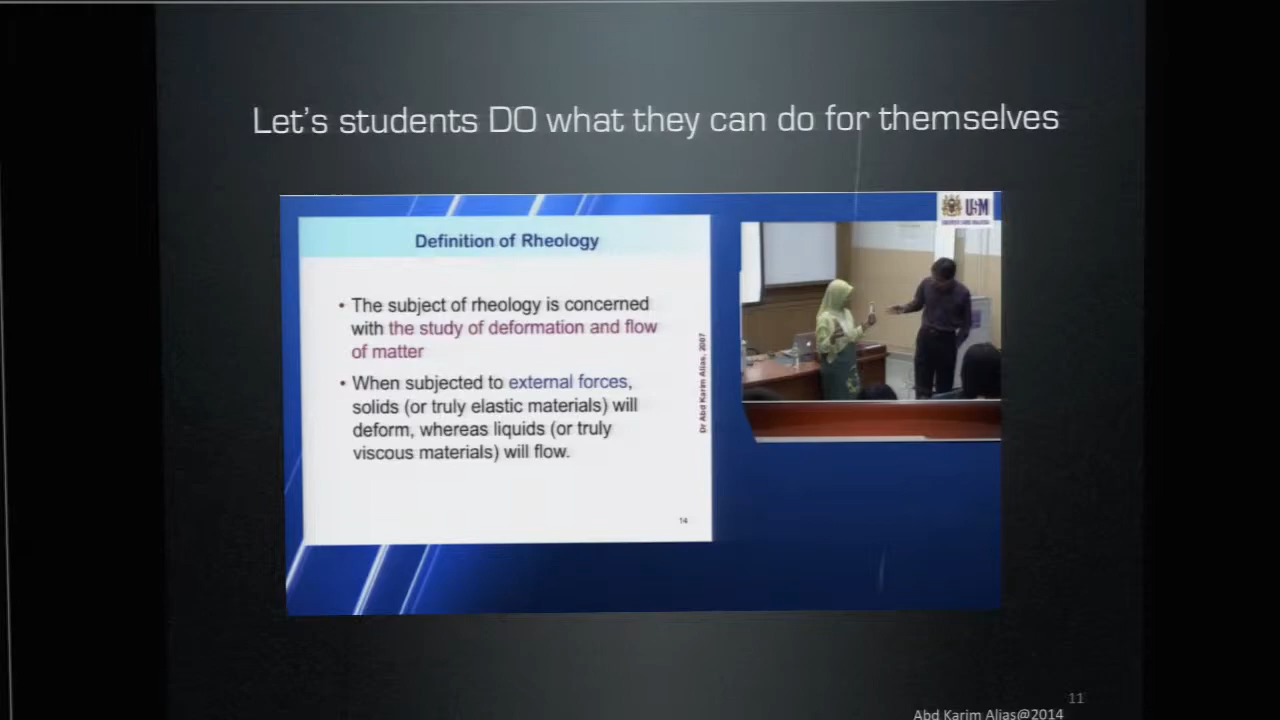 Let's students DO what they can do for themselves
USM
Definition of Rheology
• The subject of rheology is concerned
with the study of deformation and flow
of matter
• When subjected to external forces,
solids (or truly elastic materials) will
deform, whereas liquids (or truly
viscous materials) will flow.
Dr Abd Karim Alias, 2007
14
11
Abd Karim Alias@2014